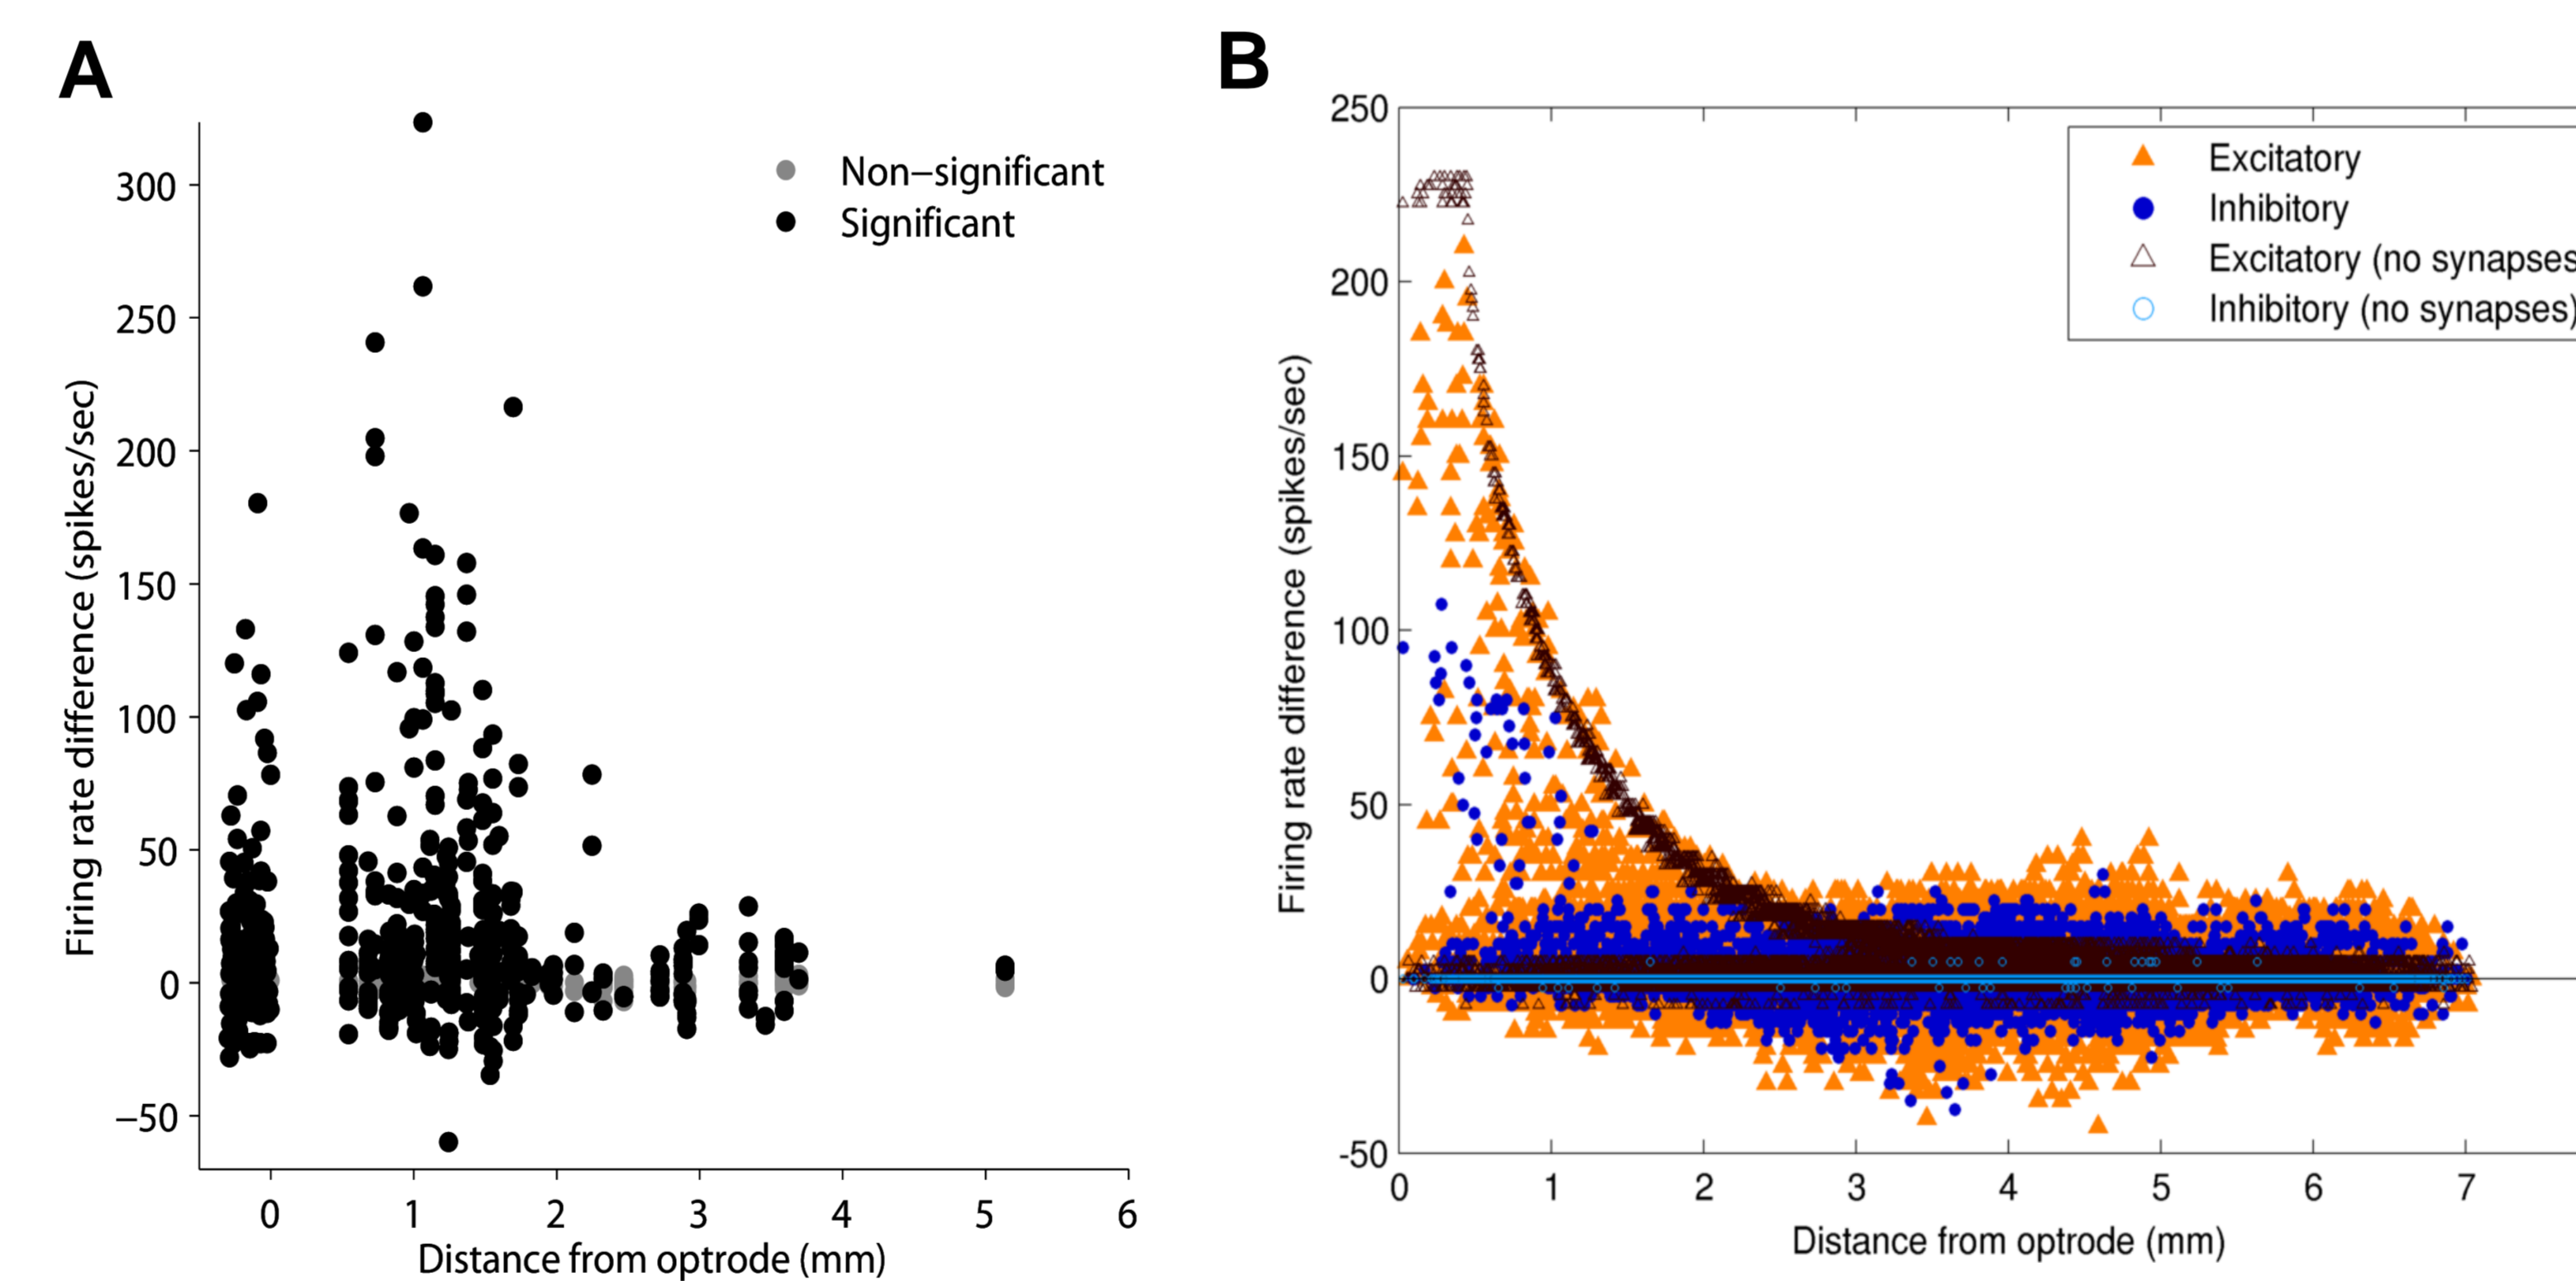 A
Firing rate difference (spikes/sec)
300
250
200
150
100
50
0
−50
Non−significant
Significant
0 1 2 3 4 5 6
Distance from optrode (mm)
B
Firing rate difference (spikes/sec)
250
200
150
100
50
0
-50
Excitatory
Inhibitory
Excitatory (no synapses
Inhibitory (no synapses)
0 1 2 3 4 5 6 7
Distance from optrode (mm)